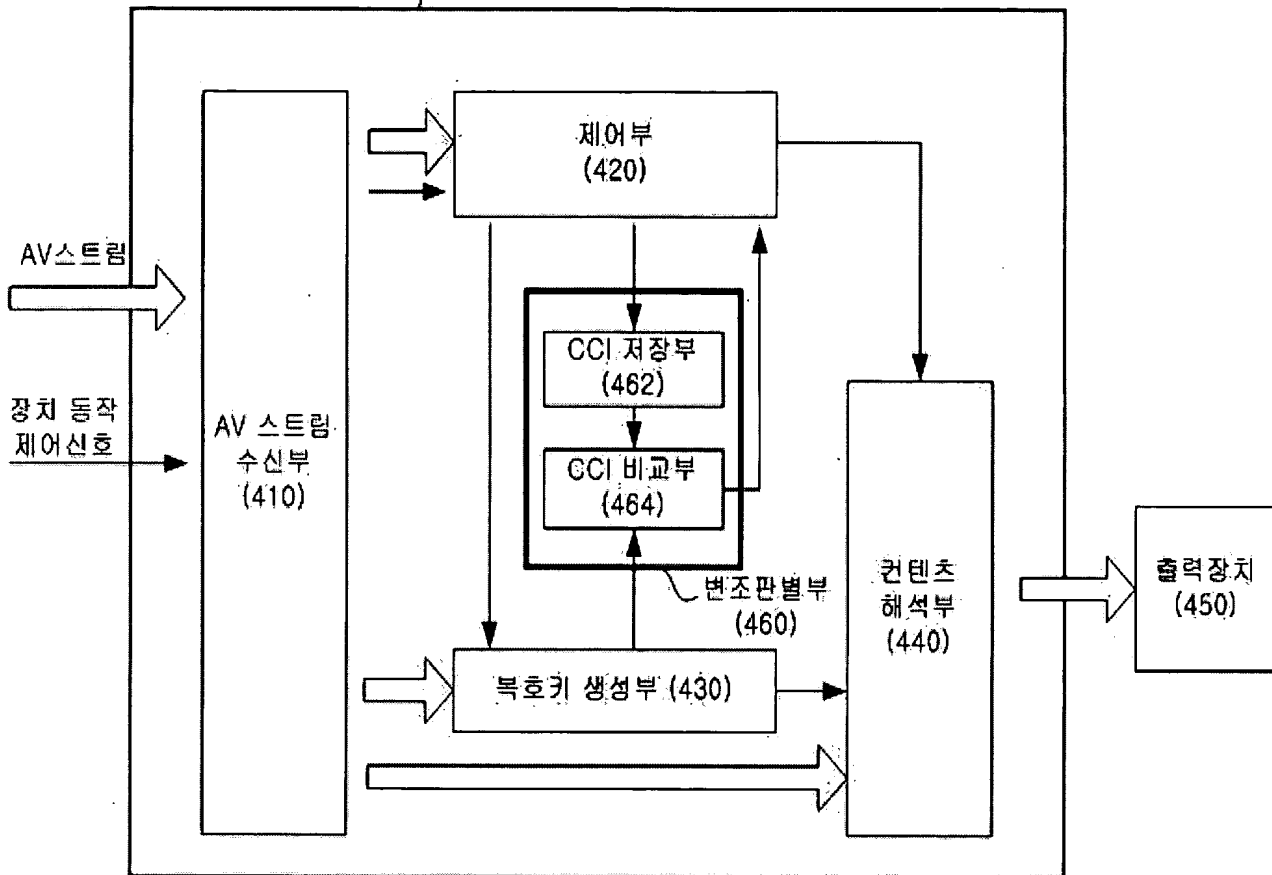 제어부
(420)
AV스트림
CCI 저장부
(462)
장치 동작
제어신호
AV 스트림
수신부
(410)
CCI 비교부
(464)
변조판별부
(460)
컨텐츠
해석부
(440)
출력장치
(450)
복호키 생성부 (430)